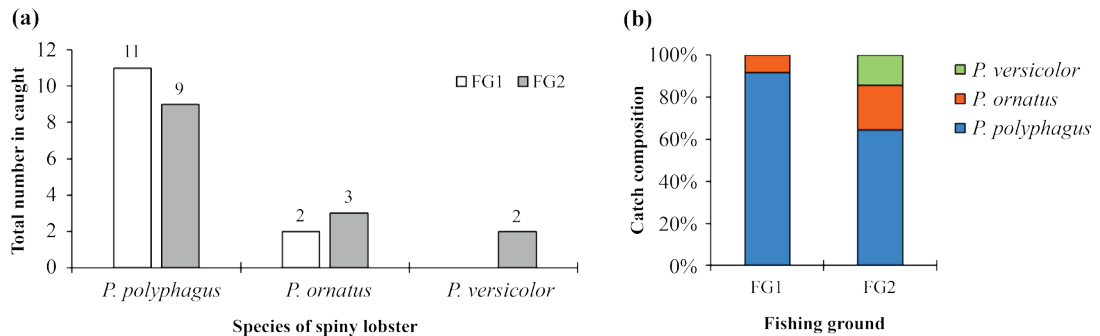 (a)
Total number in caught
12
10
8
6
4
2
0
11
9
2
3
2
FG1 FG2
P. polyphagus P. ornatus P. versicolor
Species of spiny lobster
(b)
Catch composition
100%
80%
60%
40%
20%
0%
FG1 FG2
Fishing ground
P. versicolor
P. ornatus
P. polyphagus